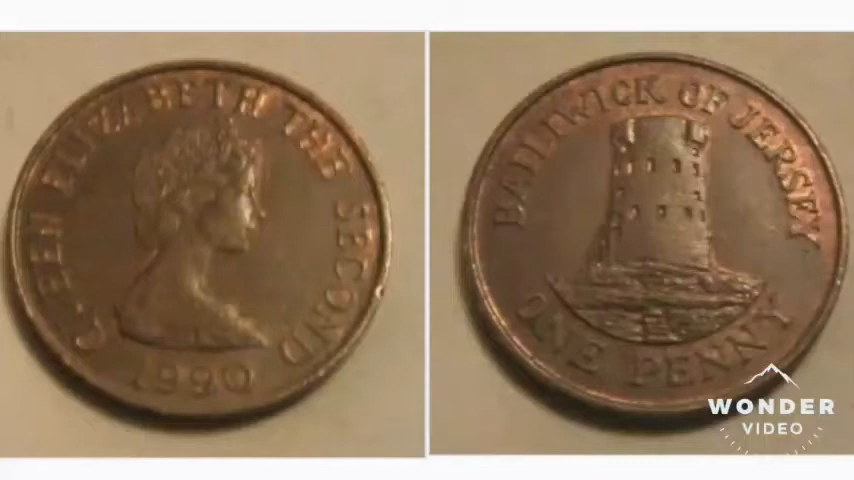 QUEEN ELIZABETH THE SECOND
1990
BAILIWICK OF JERSEY
ONE PENNY
WONDER
VIDEO